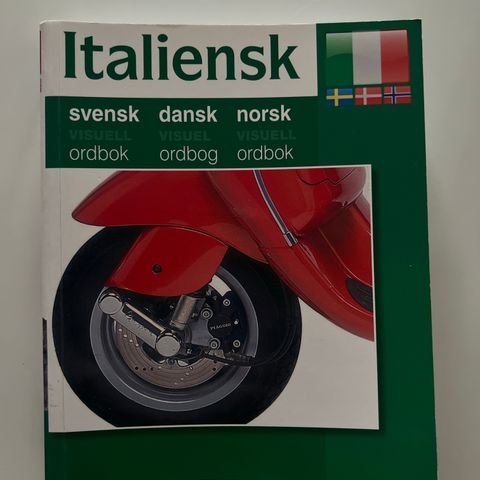 Italiensk
svensk dansk norsk
VISUELL VISUEL VISUELL
ordbok ordbog ordbok
PIAGGIO